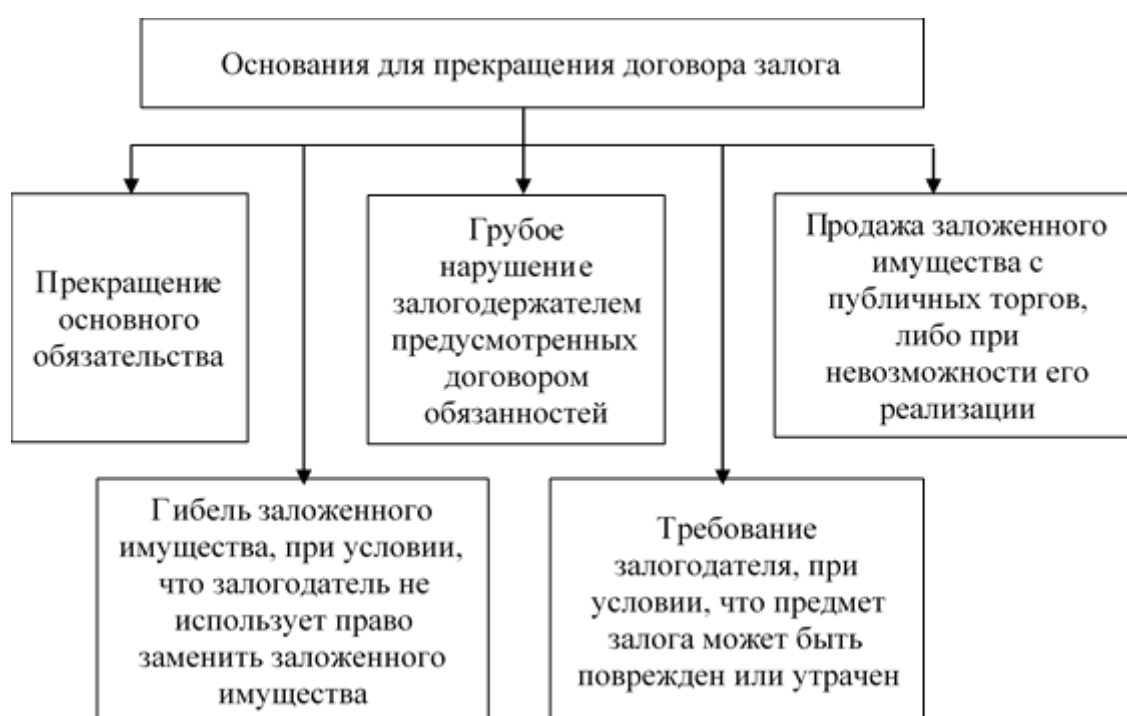 Основания для прекращения договора залога
Прекращение
основного
обязательства
Грубое
нарушение
залогодержателем
предусмотренных
договором
обязанностей
Продажа заложенного
имущества с
публичных торгов,
либо при
невозможности его
реализации
Гибель заложенного
имущества, при условии,
что залогодатель не
использует право
заменить заложенного
имущества
Требование
залогодателя, при
условии, что предмет
залога может быть
поврежден или утрачен